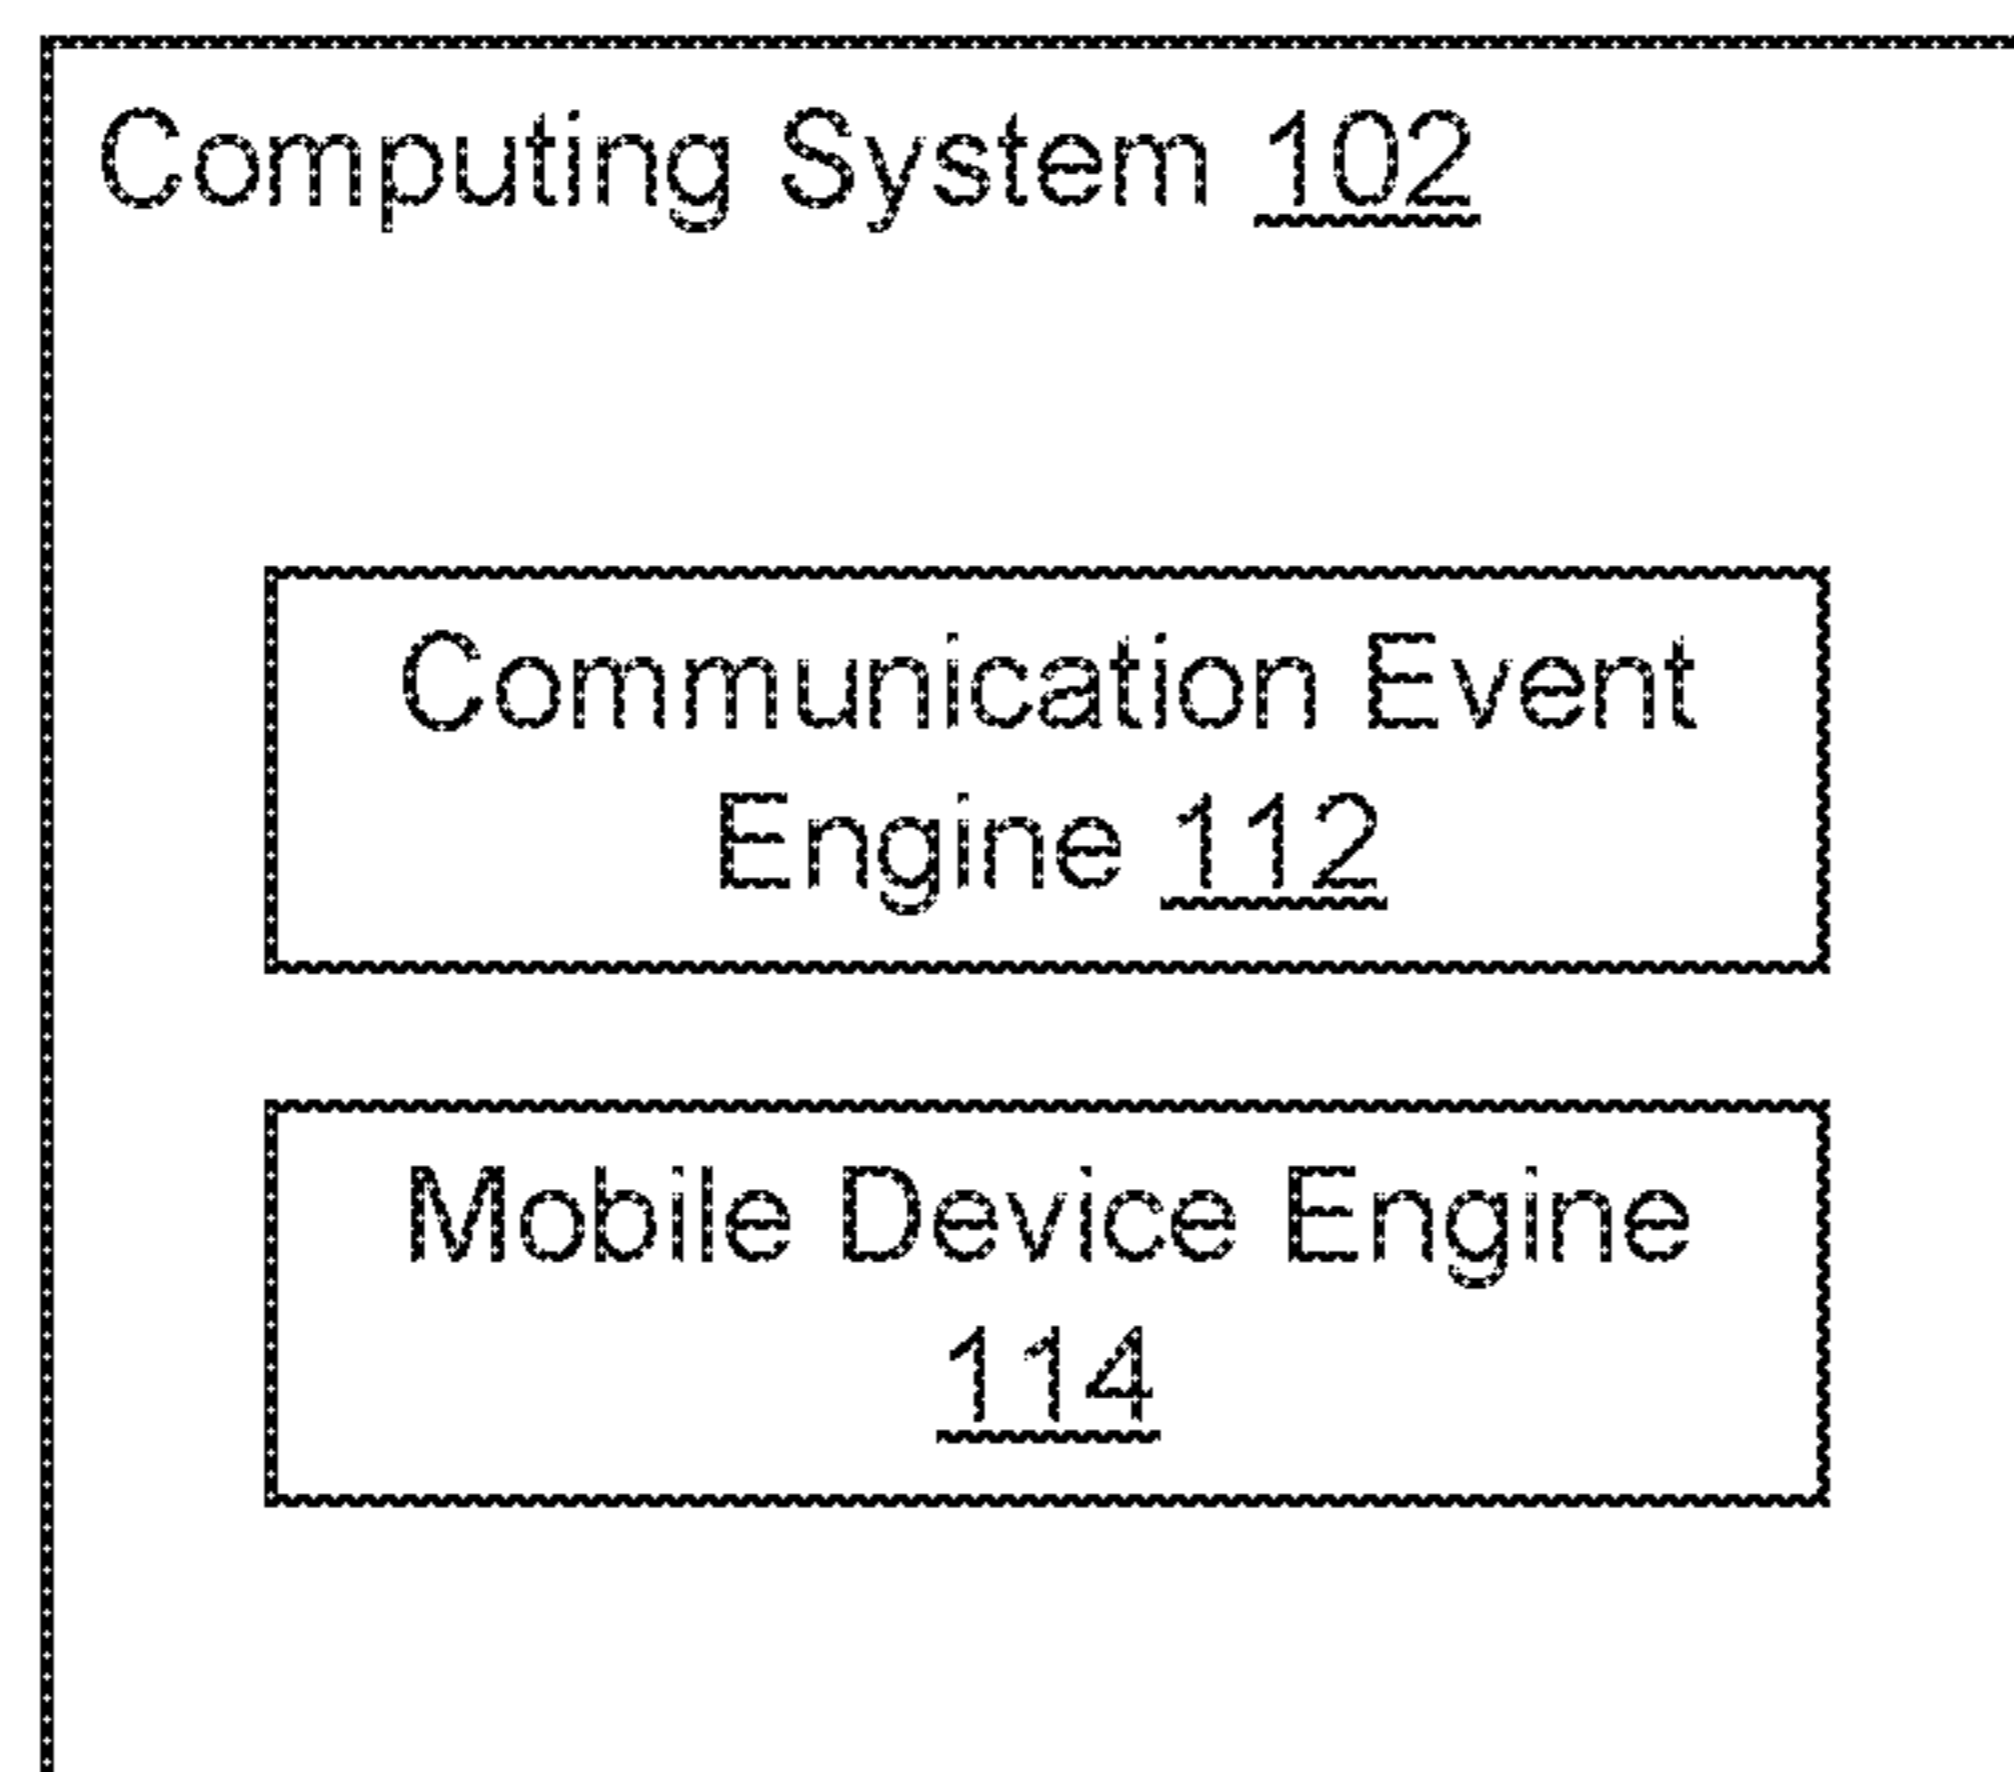 Computing System 102
Communication Event
Engine 112
Mobile Device Engine
114